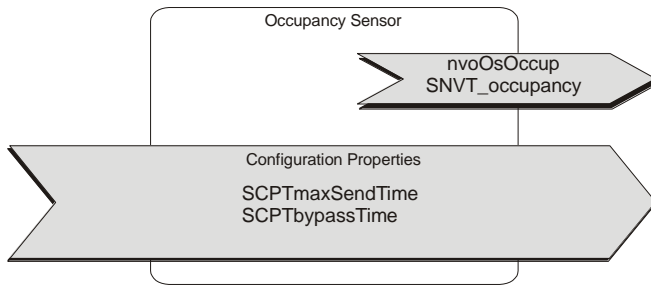 Occupancy Sensor
nvoOsOccup
SNVT_occupancy
Configuration Properties
SCPTmaxSendTime
SCPTbypassTime